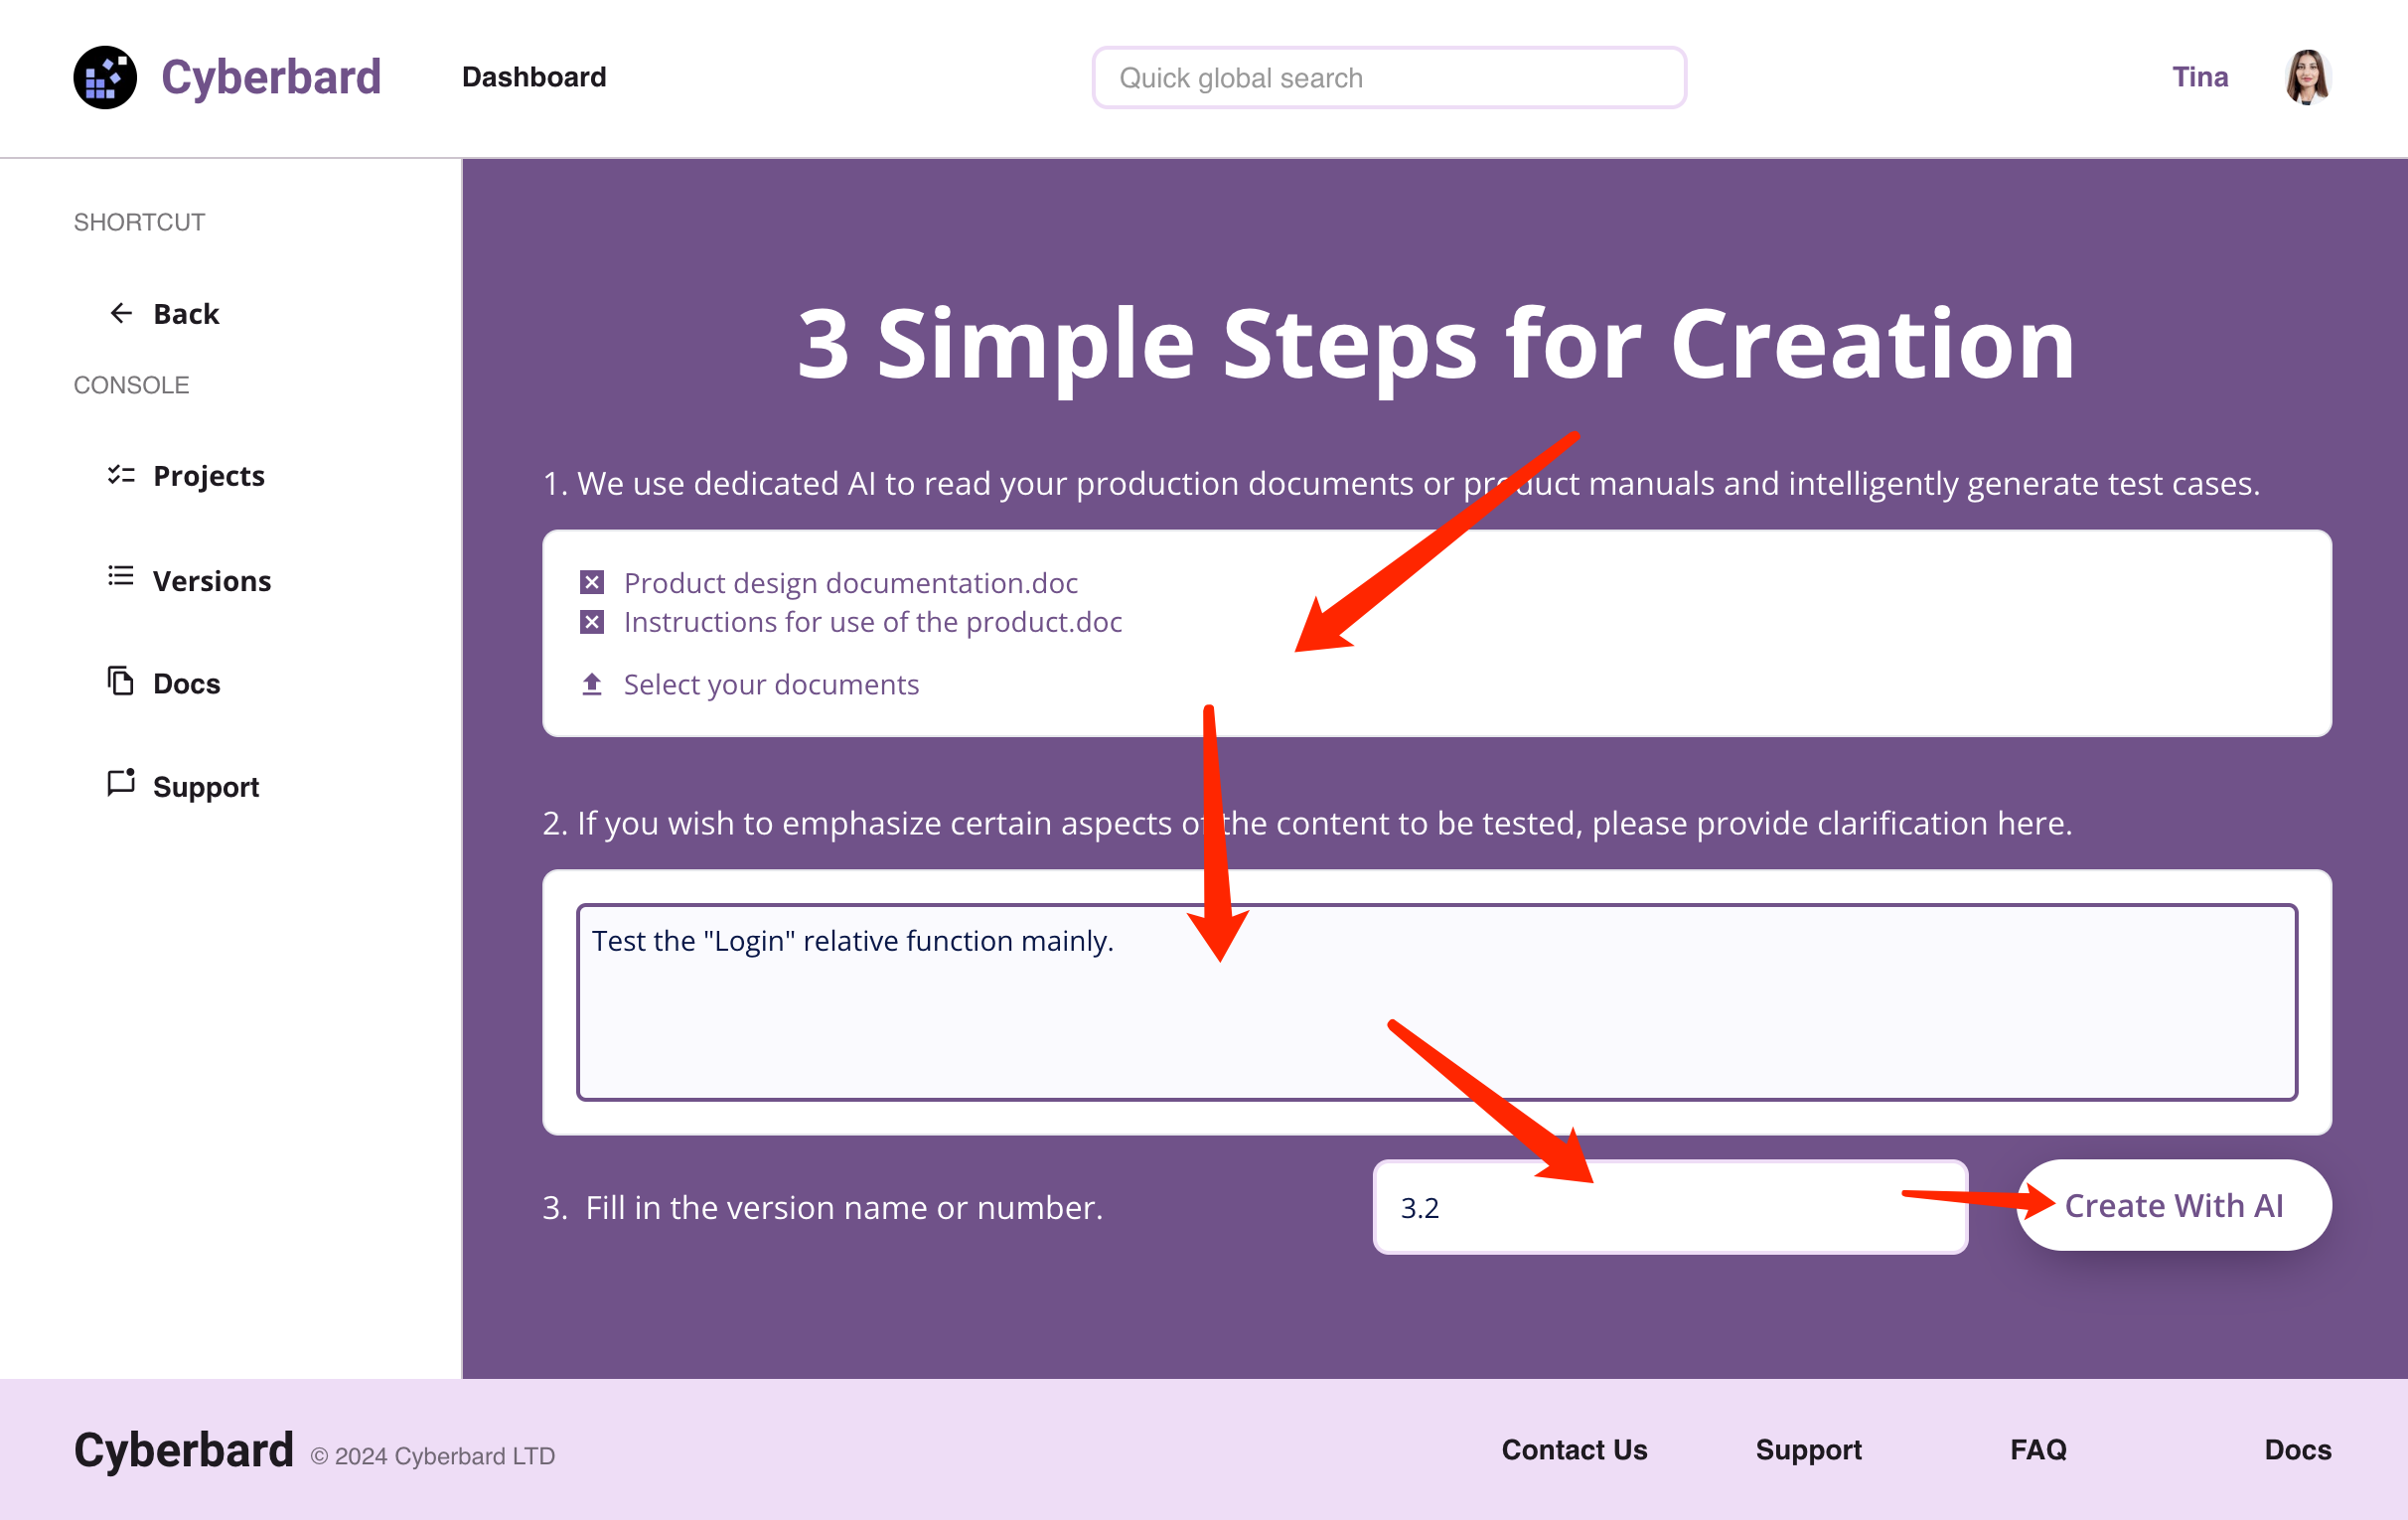 Cyberbard
Dashboard
Quick global search
Tina
SHORTCUT
Back
CONSOLE
Projects
Versions
Docs
Support
3 Simple Steps for Creation
1. We use dedicated AI to read your production documents or product manuals and intelligently generate test cases.
Product design documentation.doc
Instructions for use of the product.doc
Select your documents
2. If you wish to emphasize certain aspects of the content to be tested, please provide clarification here.
Test the "Login" relative function mainly.
3. Fill in the version name or number.
3.2
Create With AI
Cyberbard © 2024 Cyberbard LTD
Contact Us
Support
FAQ
Docs